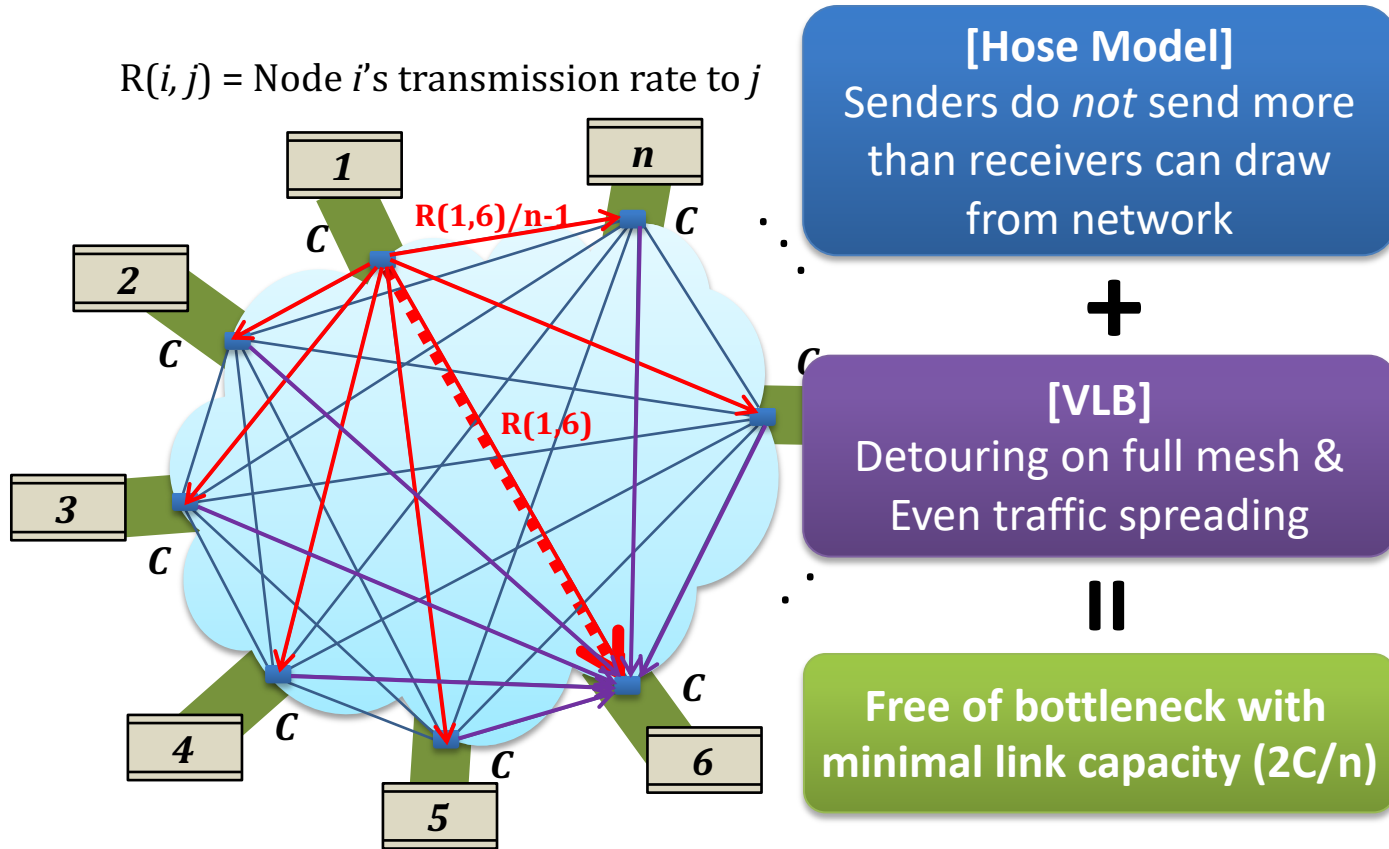 R(i, j) = Node i’s transmission rate to j
1
n
R(1,6)/n-1
C
C
2
C
C
R(1,6)
3
C
C
4
C
C
5
6
[Hose Model]
Senders do not send more
than receivers can draw
from network
+
[VLB]
Detouring on full mesh &
Even traffic spreading
=
Free of bottleneck with
minimal link capacity (2C/n)